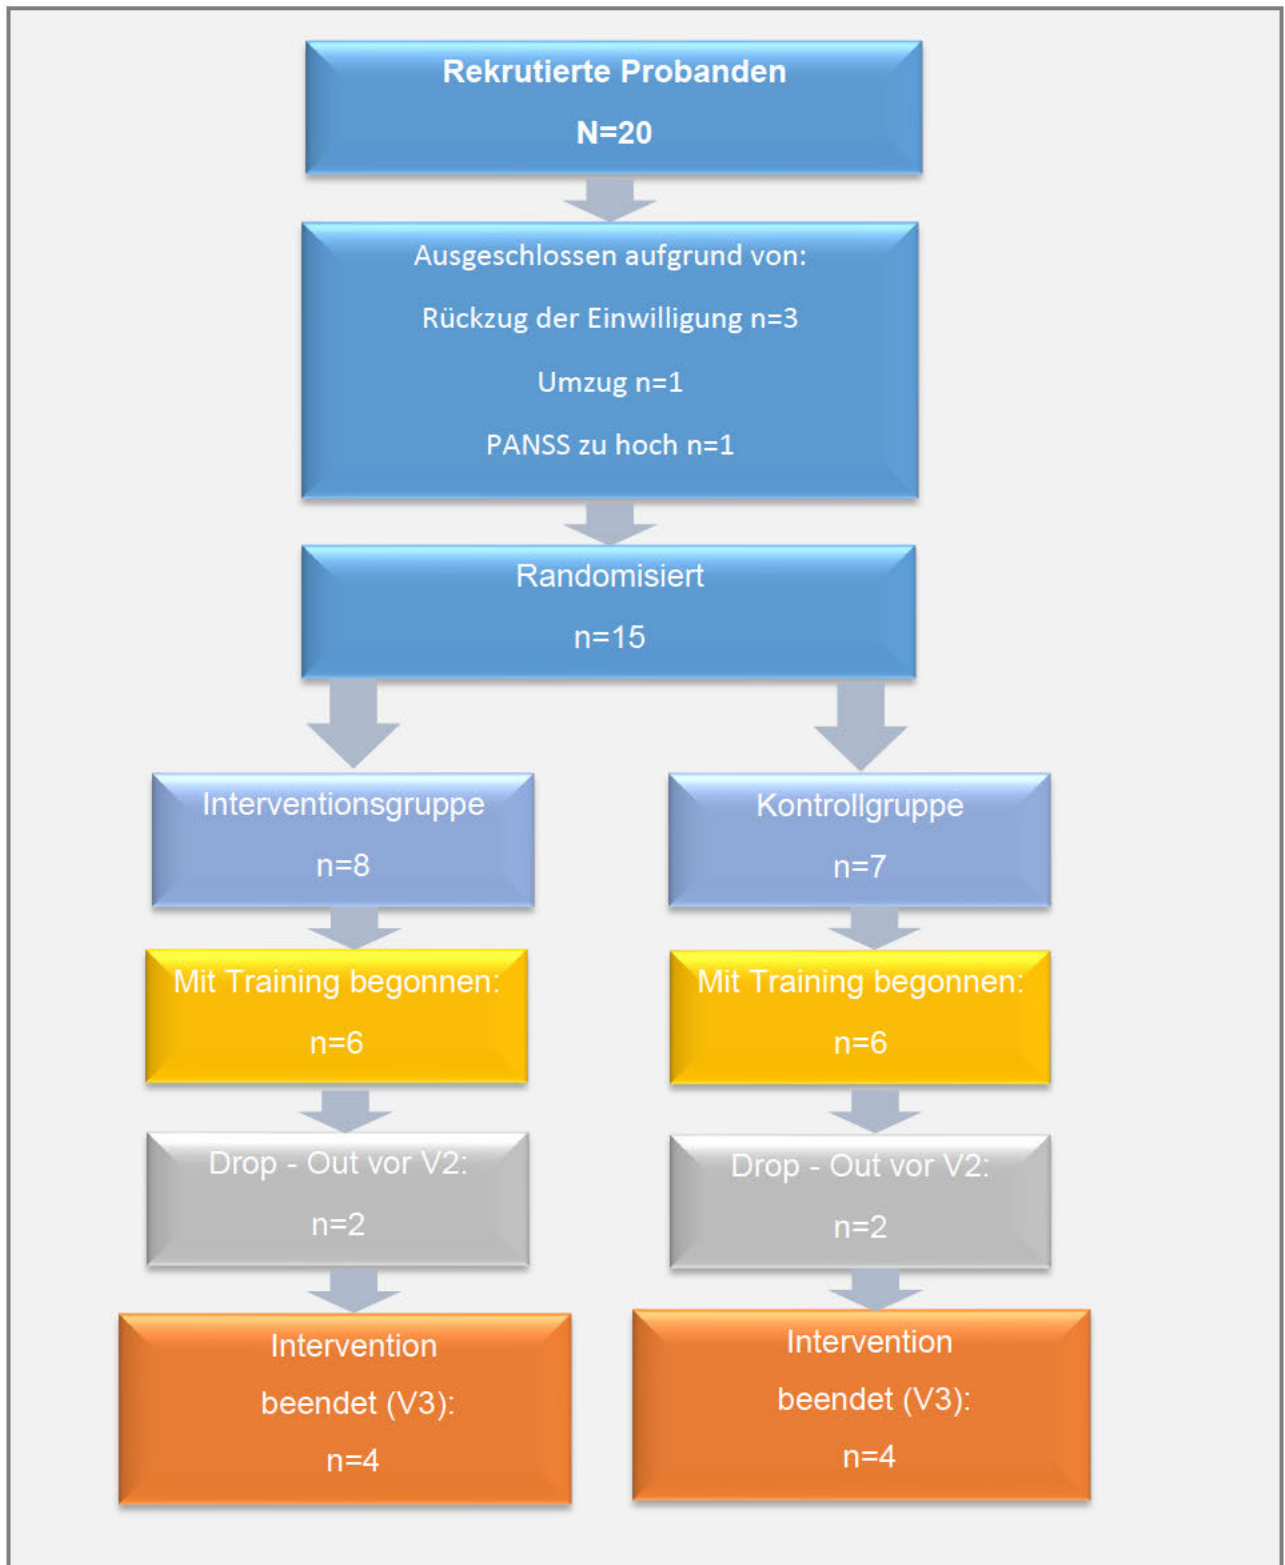 Rekrutierte Probanden
N=20
Ausgeschlossen aufgrund von:
Rückzug der Einwilligung n=3
Umzug n=1
PANSS zu hoch n=1
Randomisiert
n=15
Interventionsgruppe
n=8
Kontrollgruppe
n=7
Mit Training begonnen:
n=6
Mit Training begonnen:
n=6
Drop - Out vor V2:
n=2
Drop - Out vor V2:
n=2
Intervention
beendet (V3):
n=4
Intervention
beendet (V3):
n=4